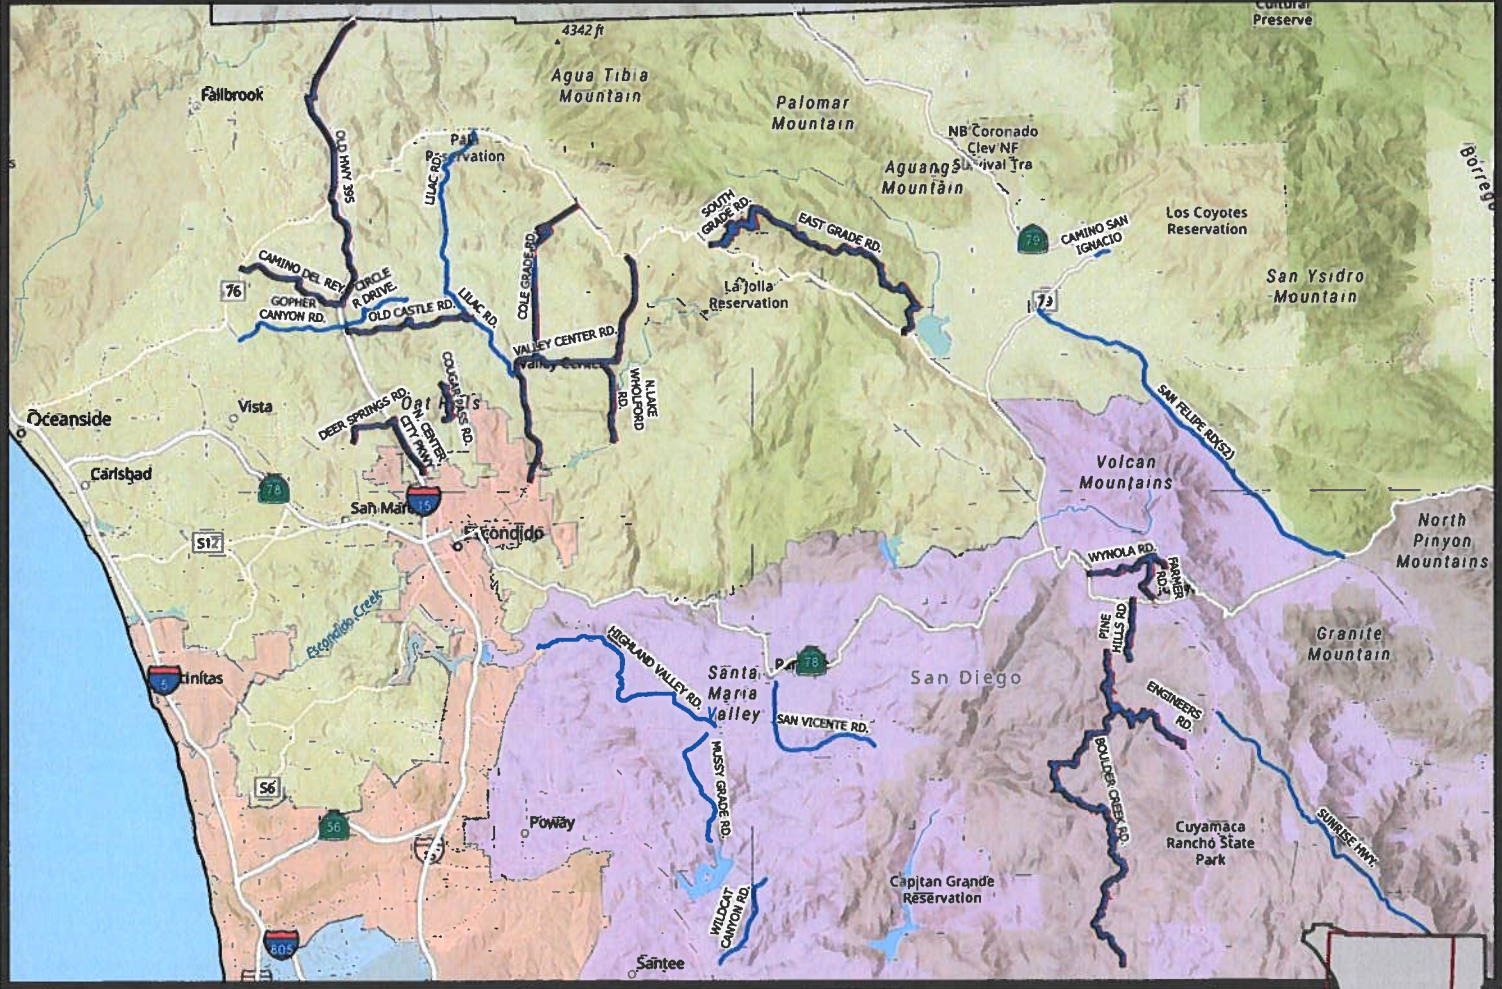 Cultural
Preserve
4342 ft
Agua Tibia
Mountain
Fallbrook
Palomar
Mountain
NB Coronado
Clev NF
Survival Tra
Aguanga
Mountain
Borrego
OLD HWY 395
LILAC RD.
Reservation
SOUTH
GRADE RD.
EAST GRADE RD.
79
CAMINO SAN
IGNACIO
Los Coyotes
Reservation
San Ysidro
Mountain
CAMINO DEL REY
CIRCLE
R DRIVE.
76
GOPHER
CANYON RD.
OLD CASTLE RD.
LILAC RD.
COLE GRADE RD.
La Jolla
Reservation
79
VALLEY CENTER RD.
Valley Center
N.LAKE
WHOLFORD
RD.
COUGAR PASS RD.
Oat Hills
DEER SPRINGS RD.
N. CENTER
CITY PKWY
Oceanside
Vista
Carlsbad
78
San Marc
15
Escondido
S12
SAN FELIPE RD(S2)
Volcan
Mountains
North
Pinyon
Mountains
WYNOLA RD.
FARMER
RD.
PINE
HILLS RD
Escondido Creek
Granite
Mountain
HIGHLAND VALLEY RD.
Santa
Maria
Valley
78
San Diego
5
cinitas
SAN VICENTE RD.
ENGINEERS
RD.
MUSSY GRADE RD.
BOULDER CREEK RD.
S6
56
Poway
SUNRISE HWY.
Cuyamaca
Rancho State
Park
Capitan Grande
Reservation
WILDCAT
CANYON RD.
805
Santee